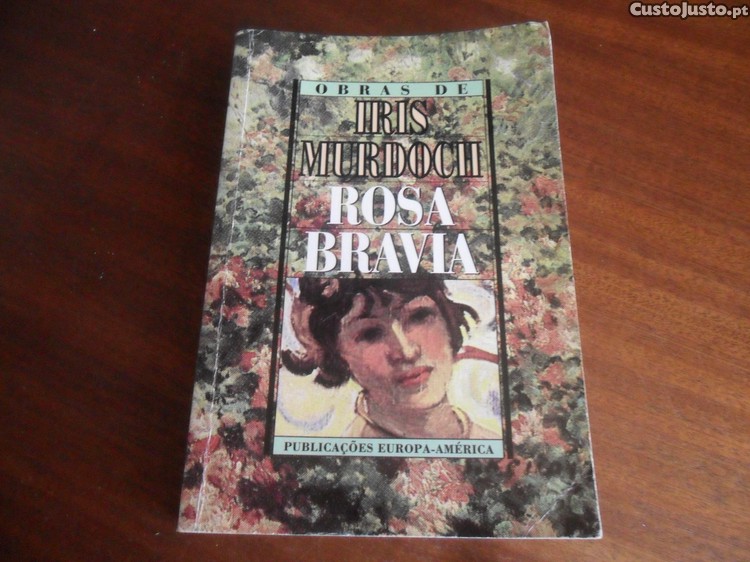 CustoJusto.pt
OBRAS DE
IRIS
MURDOCH
ROSA
BRAVIA
PUBLICAÇÕES EUROPA-AMÉRICA